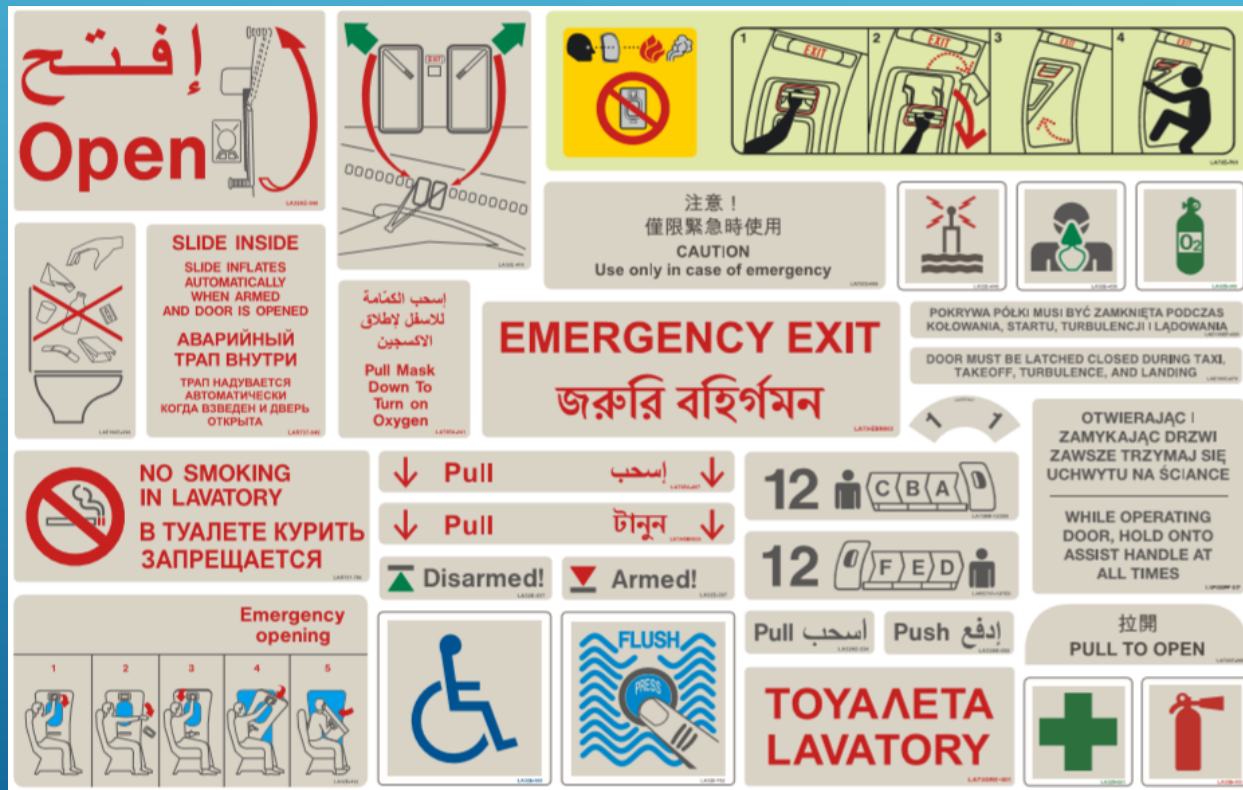 إفتح
Open
EXIT
EXIT
EXIT
EXIT
EXIT
1
2
3
4
注意！
僅限緊急時使用
CAUTION
Use only in case of emergency
O2
SLIDE INSIDE
SLIDE INFLATES
AUTOMATICALLY
WHEN ARMED
AND DOOR IS OPENED
АВАРИЙНЫЙ
ТРАП ВНУТРИ
ТРАП НАДУВАЕТСЯ
АВТОМАТИЧЕСКИ
КОГДА ВЗВЕДЕН И ДВЕРЬ
ОТКРЫТА
إسحب الكمّامة
للاسفل لإطلاق
الاكسجين
Pull Mask
Down To
Turn on
Oxygen
EMERGENCY EXIT
জরুরি বহির্গমন
POKRYWA PÓŁKI MUSI BYĆ ZAMKNIĘTA PODCZAS
KOŁOWANIA, STARTU, TURBULENCJI I LĄDOWANIA
DOOR MUST BE LATCHED CLOSED DURING TAXI,
TAKEOFF, TURBULENCE, AND LANDING
1 1
OTWIERAJĄC I
ZAMYKAJĄC DRZWI
ZAWSZE TRZYMAJ SIĘ
UCHWYTU NA ŚCIANCE
WHILE OPERATING
DOOR, HOLD ONTO
ASSIST HANDLE AT
ALL TIMES
NO SMOKING
IN LAVATORY
В ТУАЛЕТЕ КУРИТЬ
ЗАПРЕЩАЕТСЯ
Pull إسحب
Pull টানুন
Disarmed!
Armed!
12 C B A
12 F E D
Pull أسحب
Push إدفع
拉開
PULL TO OPEN
Emergency
opening
1 2 3 4 5
FLUSH
PRESS
ΤΟΥΑΛΕΤΑ
LAVATORY